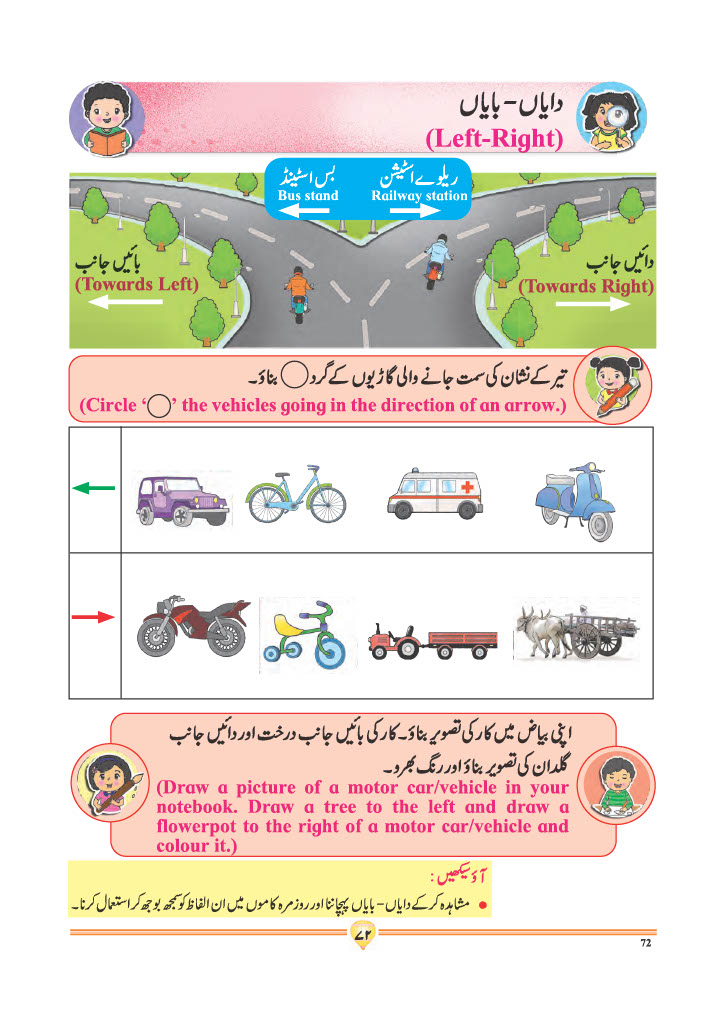 دایاں - بایاں
(Left-Right)
ریلوے اسٹیشن
Railway station
بس اسٹینڈ
Bus stand
دائیں جانب
(Towards Right)
بائیں جانب
(Towards Left)
تیر کے نشان کی سمت جانے والی گاڑیوں کے گرد ◯ بناؤ۔
(Circle ‘◯’ the vehicles going in the direction of an arrow.)
اپنی بیاض میں کار کی تصویر بناؤ۔ کار کی بائیں جانب درخت اور دائیں جانب
گلدان کی تصویر بناؤ اور رنگ بھرو۔
(Draw a picture of a motor car/vehicle in your
notebook. Draw a tree to the left and draw a
flowerpot to the right of a motor car/vehicle and
colour it.)
آؤ سیکھیں :
• مشاہدہ کر کے دایاں - بایاں پہچاننا اور روزمرہ کاموں میں ان الفاظ کو سمجھ بوجھ کر استعمال کرنا۔
۷۲
72